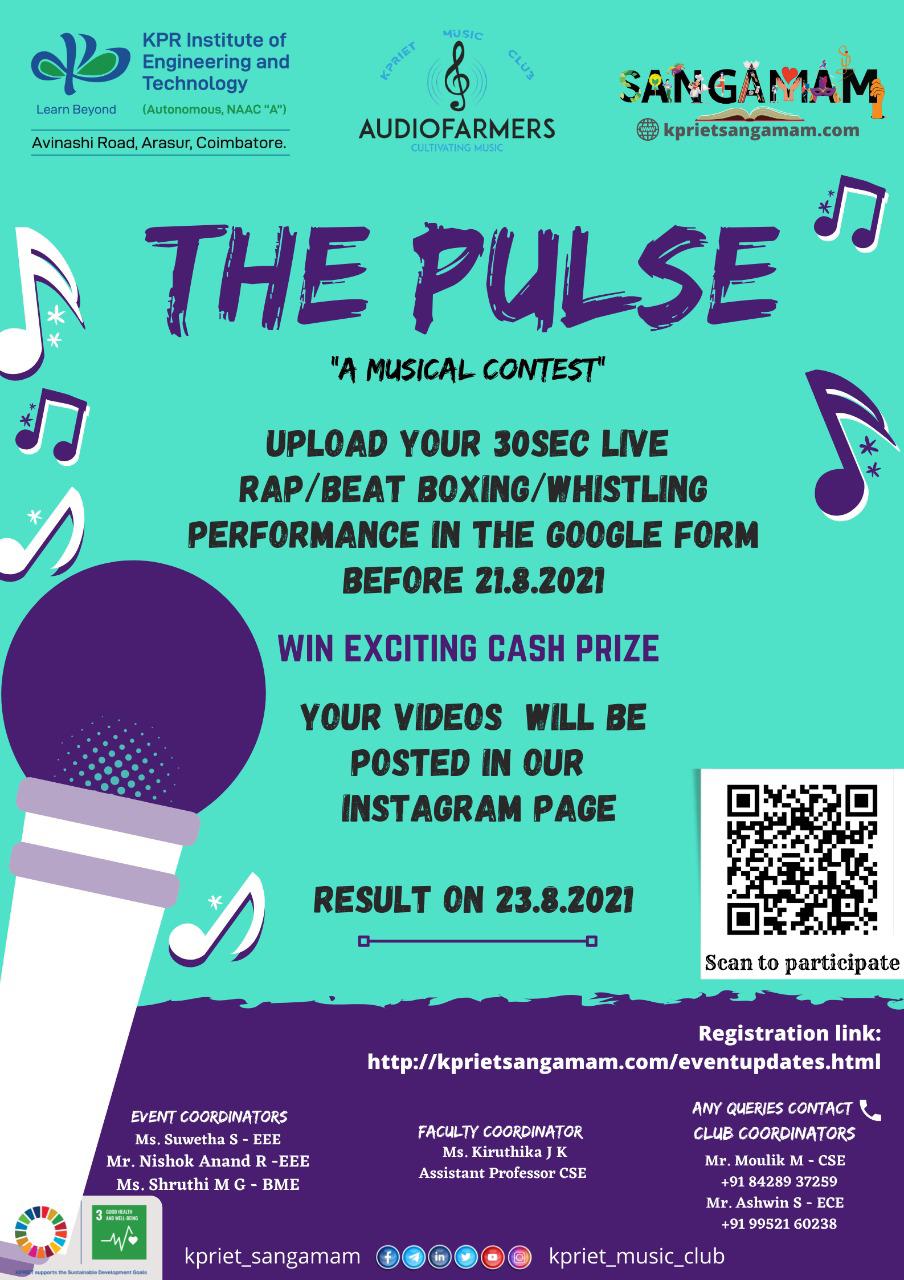 KPR Institute of
Engineering and
Technology
Learn Beyond
(Autonomous, NAAC "A")
Avinashi Road, Arasur, Coimbatore.
KPRIET MUSIC CLUB
AUDIOFARMERS
CULTIVATING MUSIC
SANGAMAM
kprietsangamam.com
THE PULSE
"A MUSICAL CONTEST"
UPLOAD YOUR 30SEC LIVE
RAP/BEAT BOXING/WHISTLING
PERFORMANCE IN THE GOOGLE FORM
BEFORE 21.8.2021
WIN EXCITING CASH PRIZE
YOUR VIDEOS WILL BE
POSTED IN OUR
INSTAGRAM PAGE
RESULT ON 23.8.2021
Scan to participate
Registration link:
http://kprietsangamam.com/eventupdates.html
EVENT COORDINATORS
Ms. Suwetha S - EEE
Mr. Nishok Anand R -EEE
Ms. Shruthi M G - BME
FACULTY COORDINATOR
Ms. Kiruthika J K
Assistant Professor CSE
ANY QUERIES CONTACT
CLUB COORDINATORS
Mr. Moulik M - CSE
+91 84289 37259
Mr. Ashwin S - ECE
+91 99521 60238
3 GOOD HEALTH
AND WELL-BEING
KPRIET supports the Sustainable Development Goals
kpriet_sangamam
kpriet_music_club